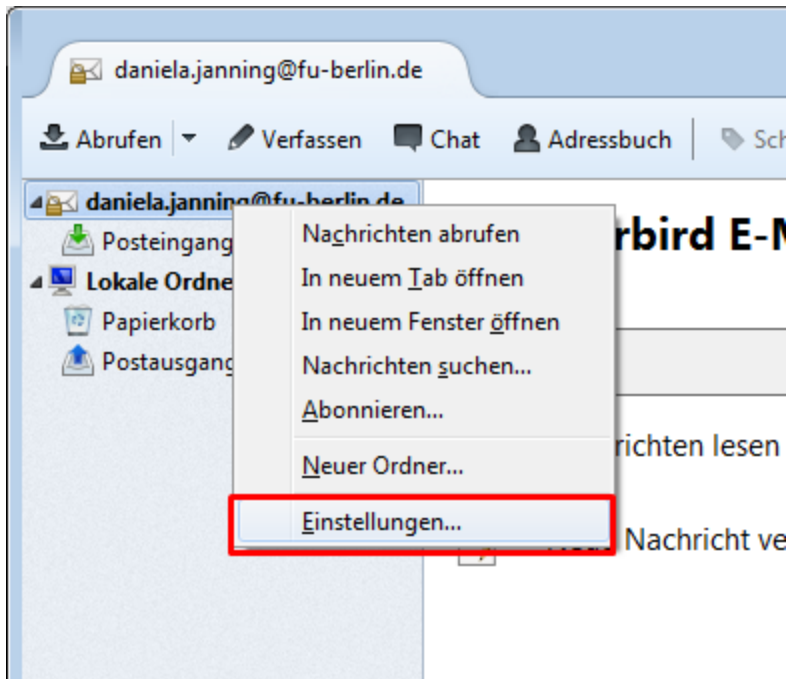 daniela.janning@fu-berlin.de
Abrufen Verfassen Chat Adressbuch Sch
daniela.janning@fu-berlin.de
Posteingang
Lokale Ordne
Papierkorb
Postausgang
Nachrichten abrufen
In neuem Tab öffnen
In neuem Fenster öffnen
Nachrichten suchen...
Abonnieren...
Neuer Ordner...
Einstellungen...
rbird E-
richten lesen
Nachricht ve